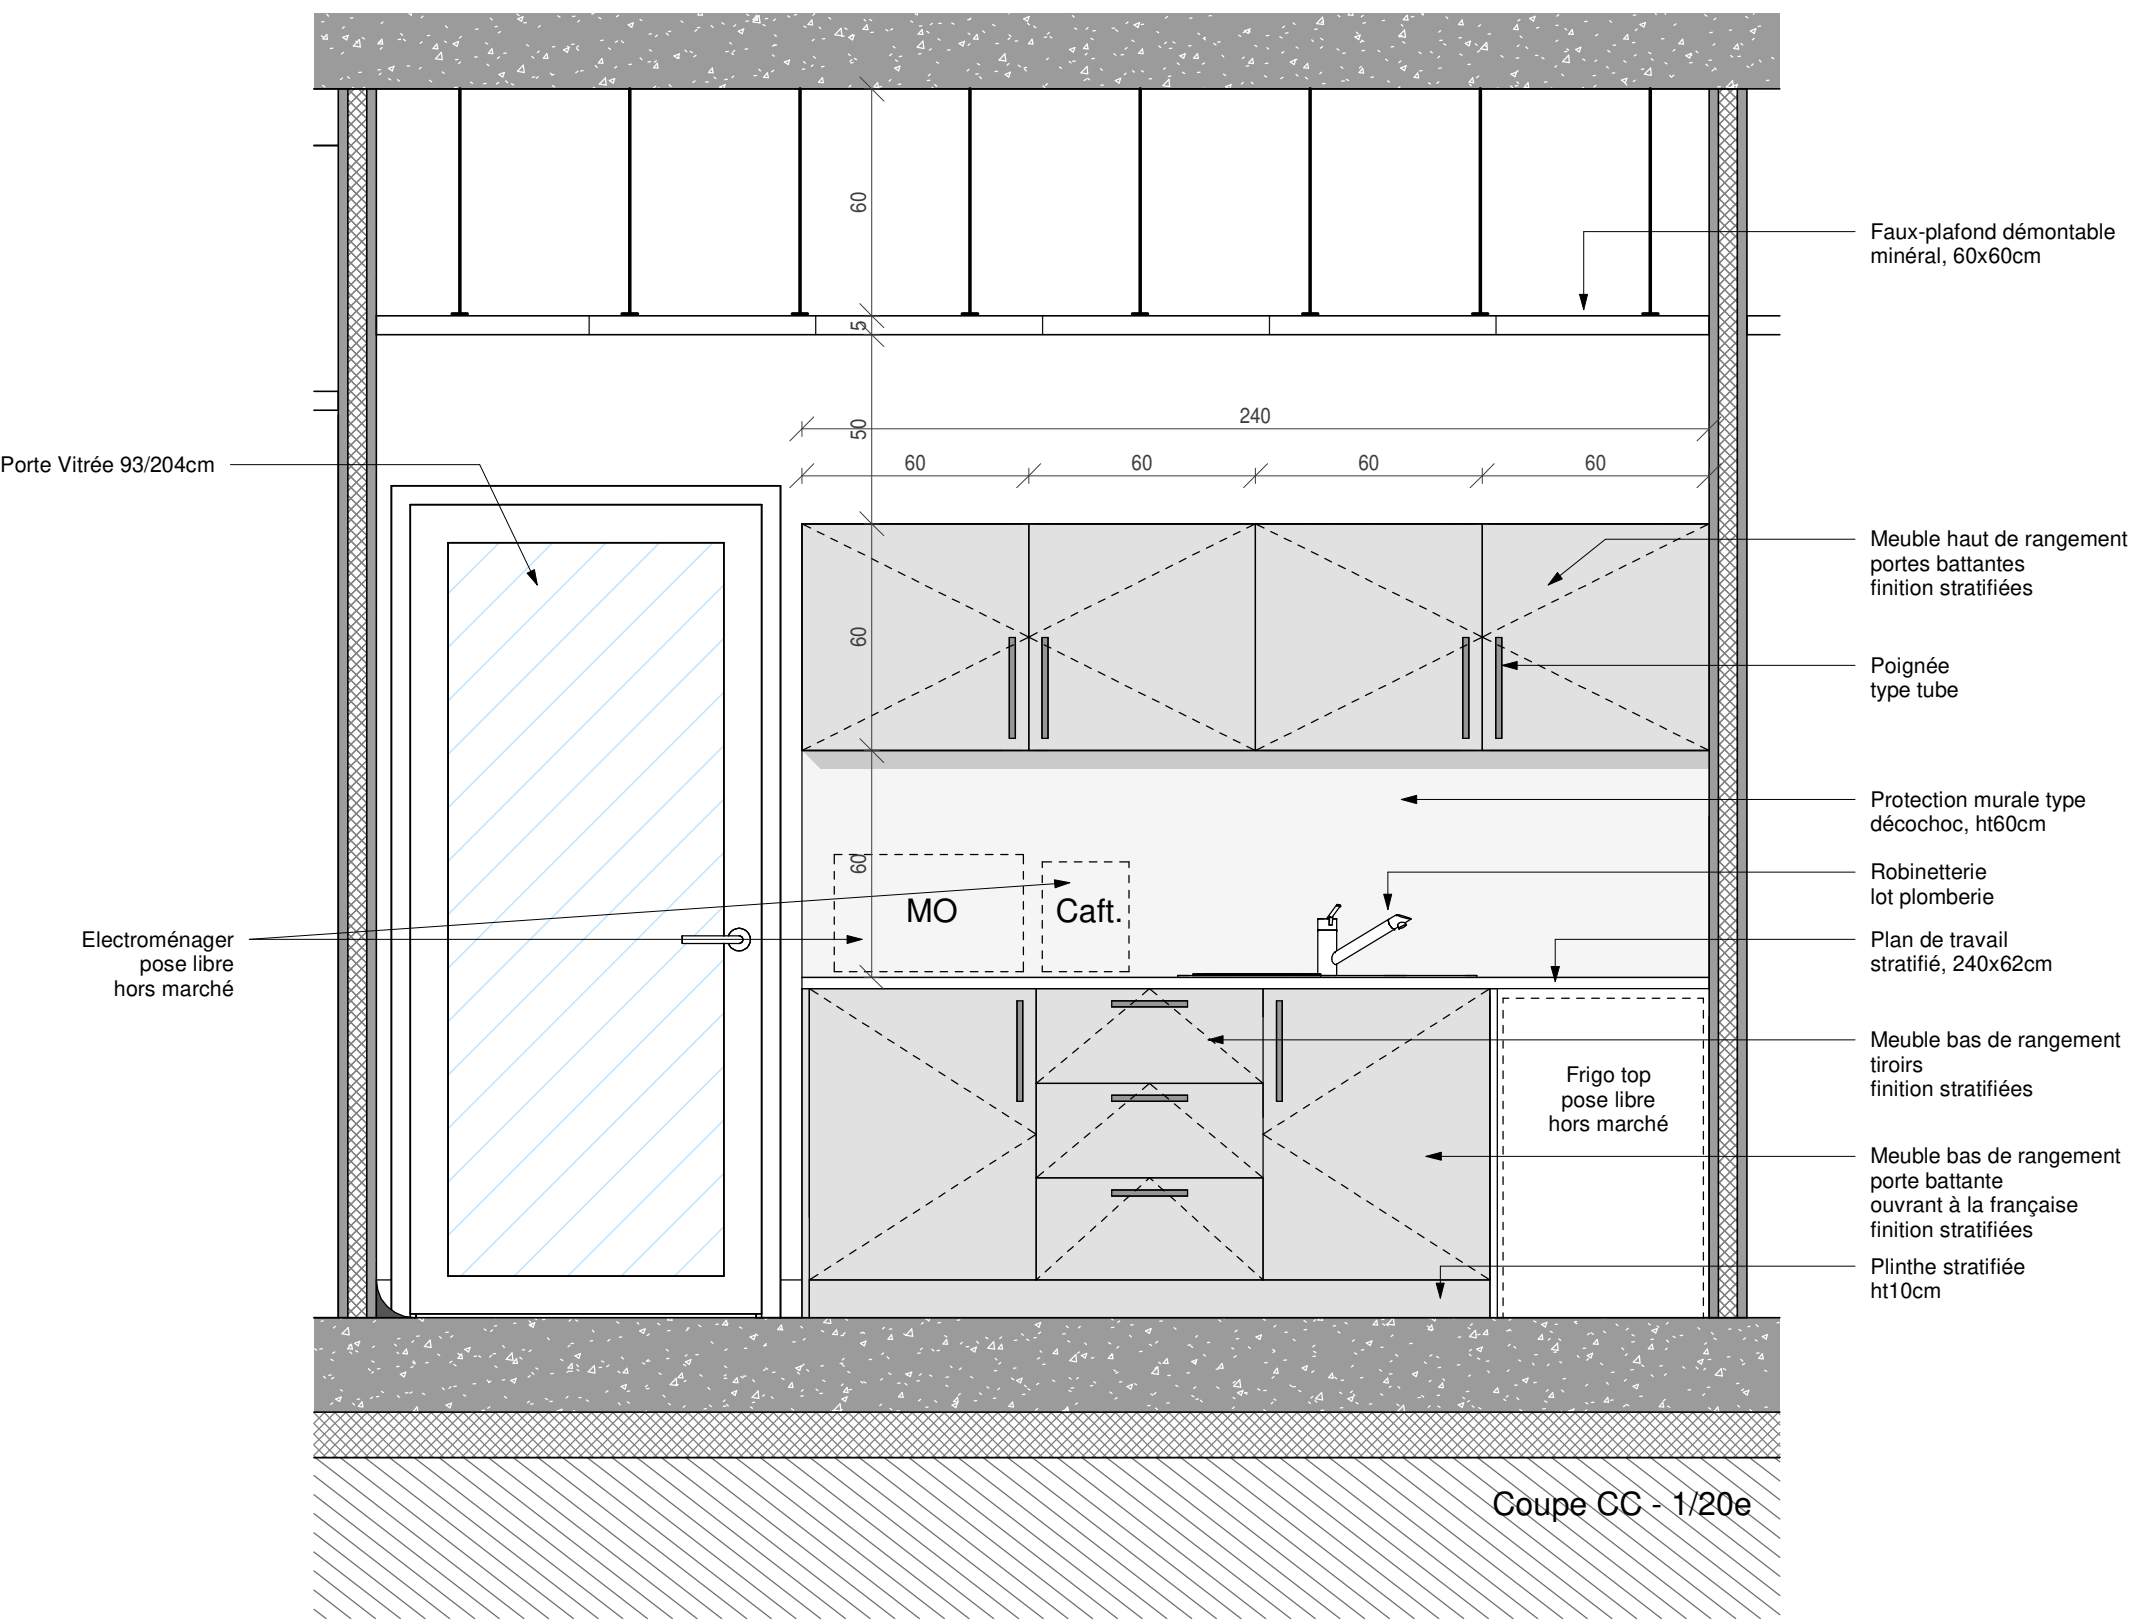 60
Faux-plafond démontable
minéral, 60x60cm
5
240
50
Porte Vitrée 93/204cm
60
60
60
60
Meuble haut de rangement
portes battantes
finition stratifiées
60
Poignée
type tube
Protection murale type
décochoc, ht60cm
60
Robinetterie
lot plomberie
MO
Caft.
Electroménager
pose libre
hors marché
Plan de travail
stratifié, 240x62cm
Meuble bas de rangement
tiroirs
finition stratifiées
Frigo top
pose libre
hors marché
Meuble bas de rangement
porte battante
ouvrant à la française
finition stratifiées
Plinthe stratifiée
ht10cm
Coupe CC - 1/20e